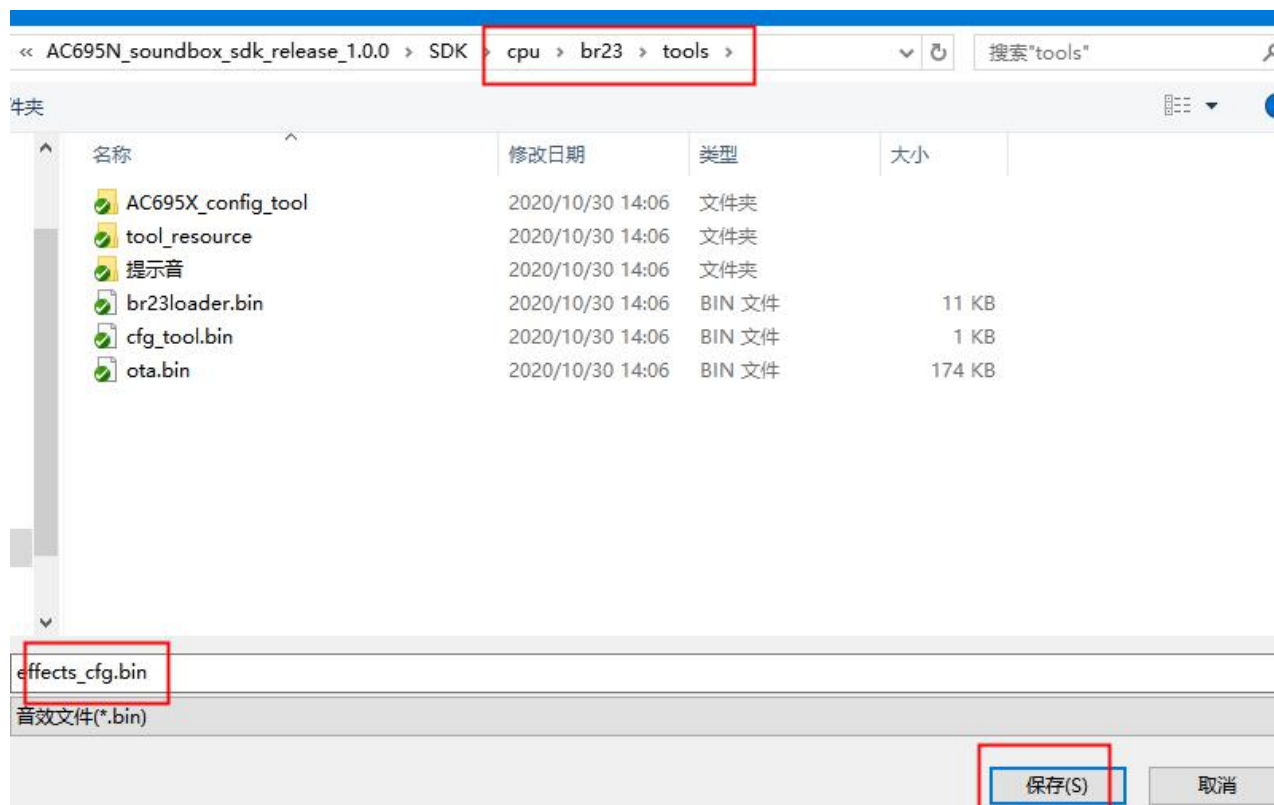 « AC695N_soundbox_sdk_release_1.0.0 › SDK › cpu › br23 › tools › 搜索"tools"
件夹
名称 修改日期 类型 大小
AC695X_config_tool 2020/10/30 14:06 文件夹
tool_resource 2020/10/30 14:06 文件夹
提示音 2020/10/30 14:06 文件夹
br23loader.bin 2020/10/30 14:06 BIN 文件 11 KB
cfg_tool.bin 2020/10/30 14:06 BIN 文件 1 KB
ota.bin 2020/10/30 14:06 BIN 文件 174 KB
effects_cfg.bin
音效文件(*.bin)
保存(S) 取消